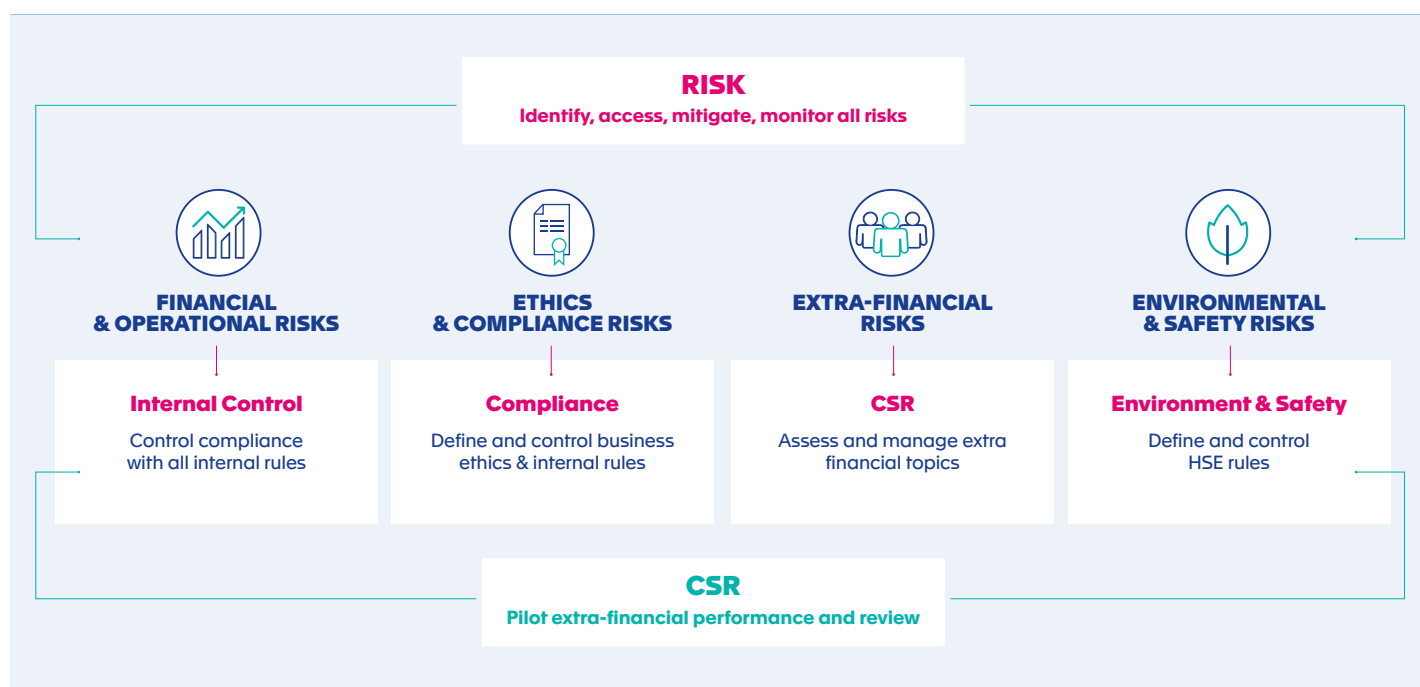 RISK
Identify, access, mitigate, monitor all risks
FINANCIAL
& OPERATIONAL RISKS
ETHICS
& COMPLIANCE RISKS
EXTRA-FINANCIAL
RISKS
ENVIRONMENTAL
& SAFETY RISKS
Internal Control
Control compliance
with all internal rules
Compliance
Define and control business
ethics & internal rules
CSR
Assess and manage extra
financial topics
Environment & Safety
Define and control
HSE rules
CSR
Pilot extra-financial performance and review